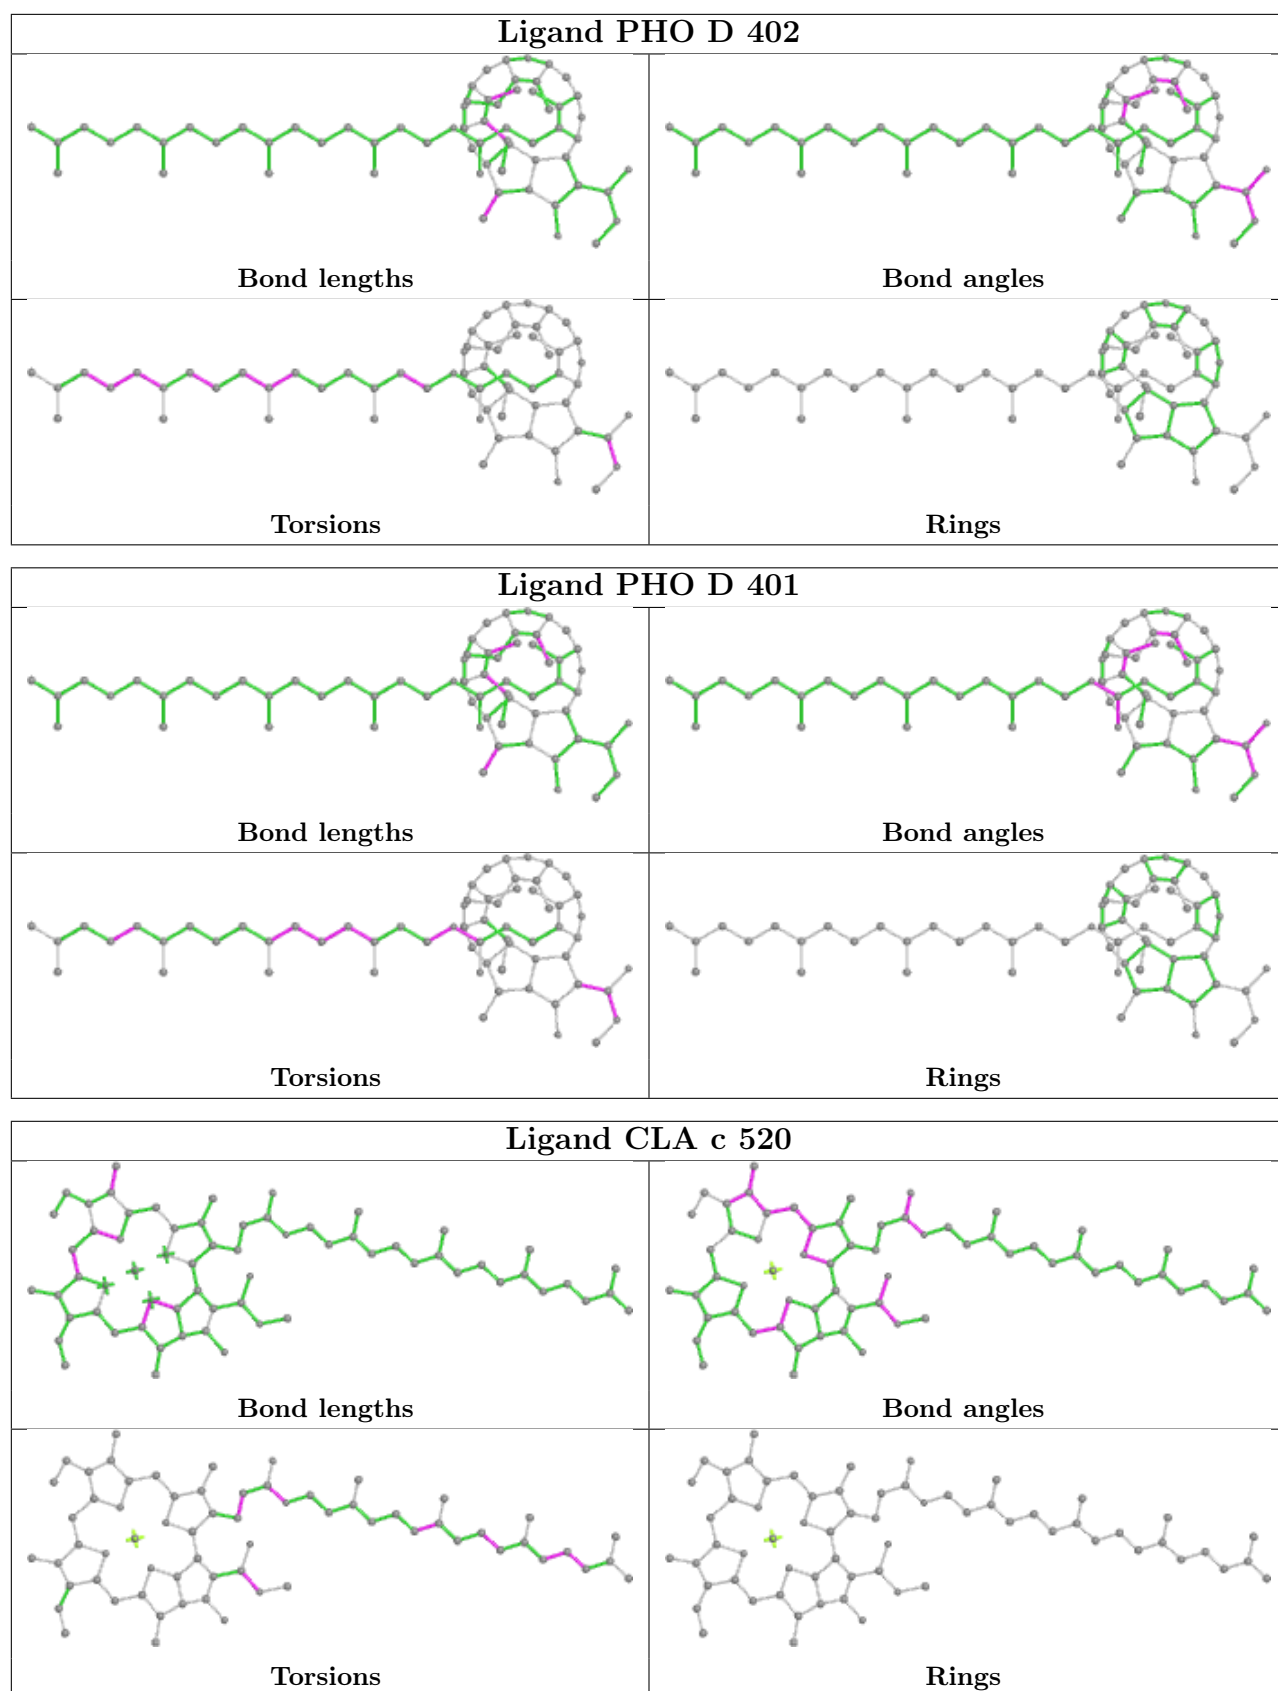 Ligand PHO D 402
Bond lengths
Bond angles
Torsions
Rings
Ligand PHO D 401
Bond lengths
Bond angles
Torsions
Rings
Ligand CLA c 520
Bond lengths
Bond angles
Torsions
Rings